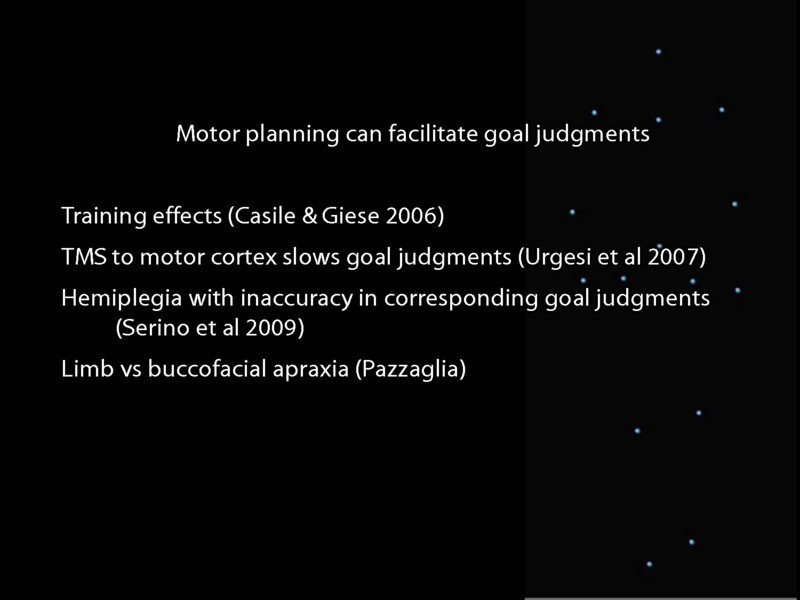 Motor planning can facilitate goal judgments
Training effects (Casile & Giese 2006)
TMS to motor cortex slows goal judgments (Urgesi et al 2007)
Hemiplegia with inaccuracy in corresponding goal judgments
(Serino et al 2009)
Limb vs buccofacial apraxia (Pazzaglia)